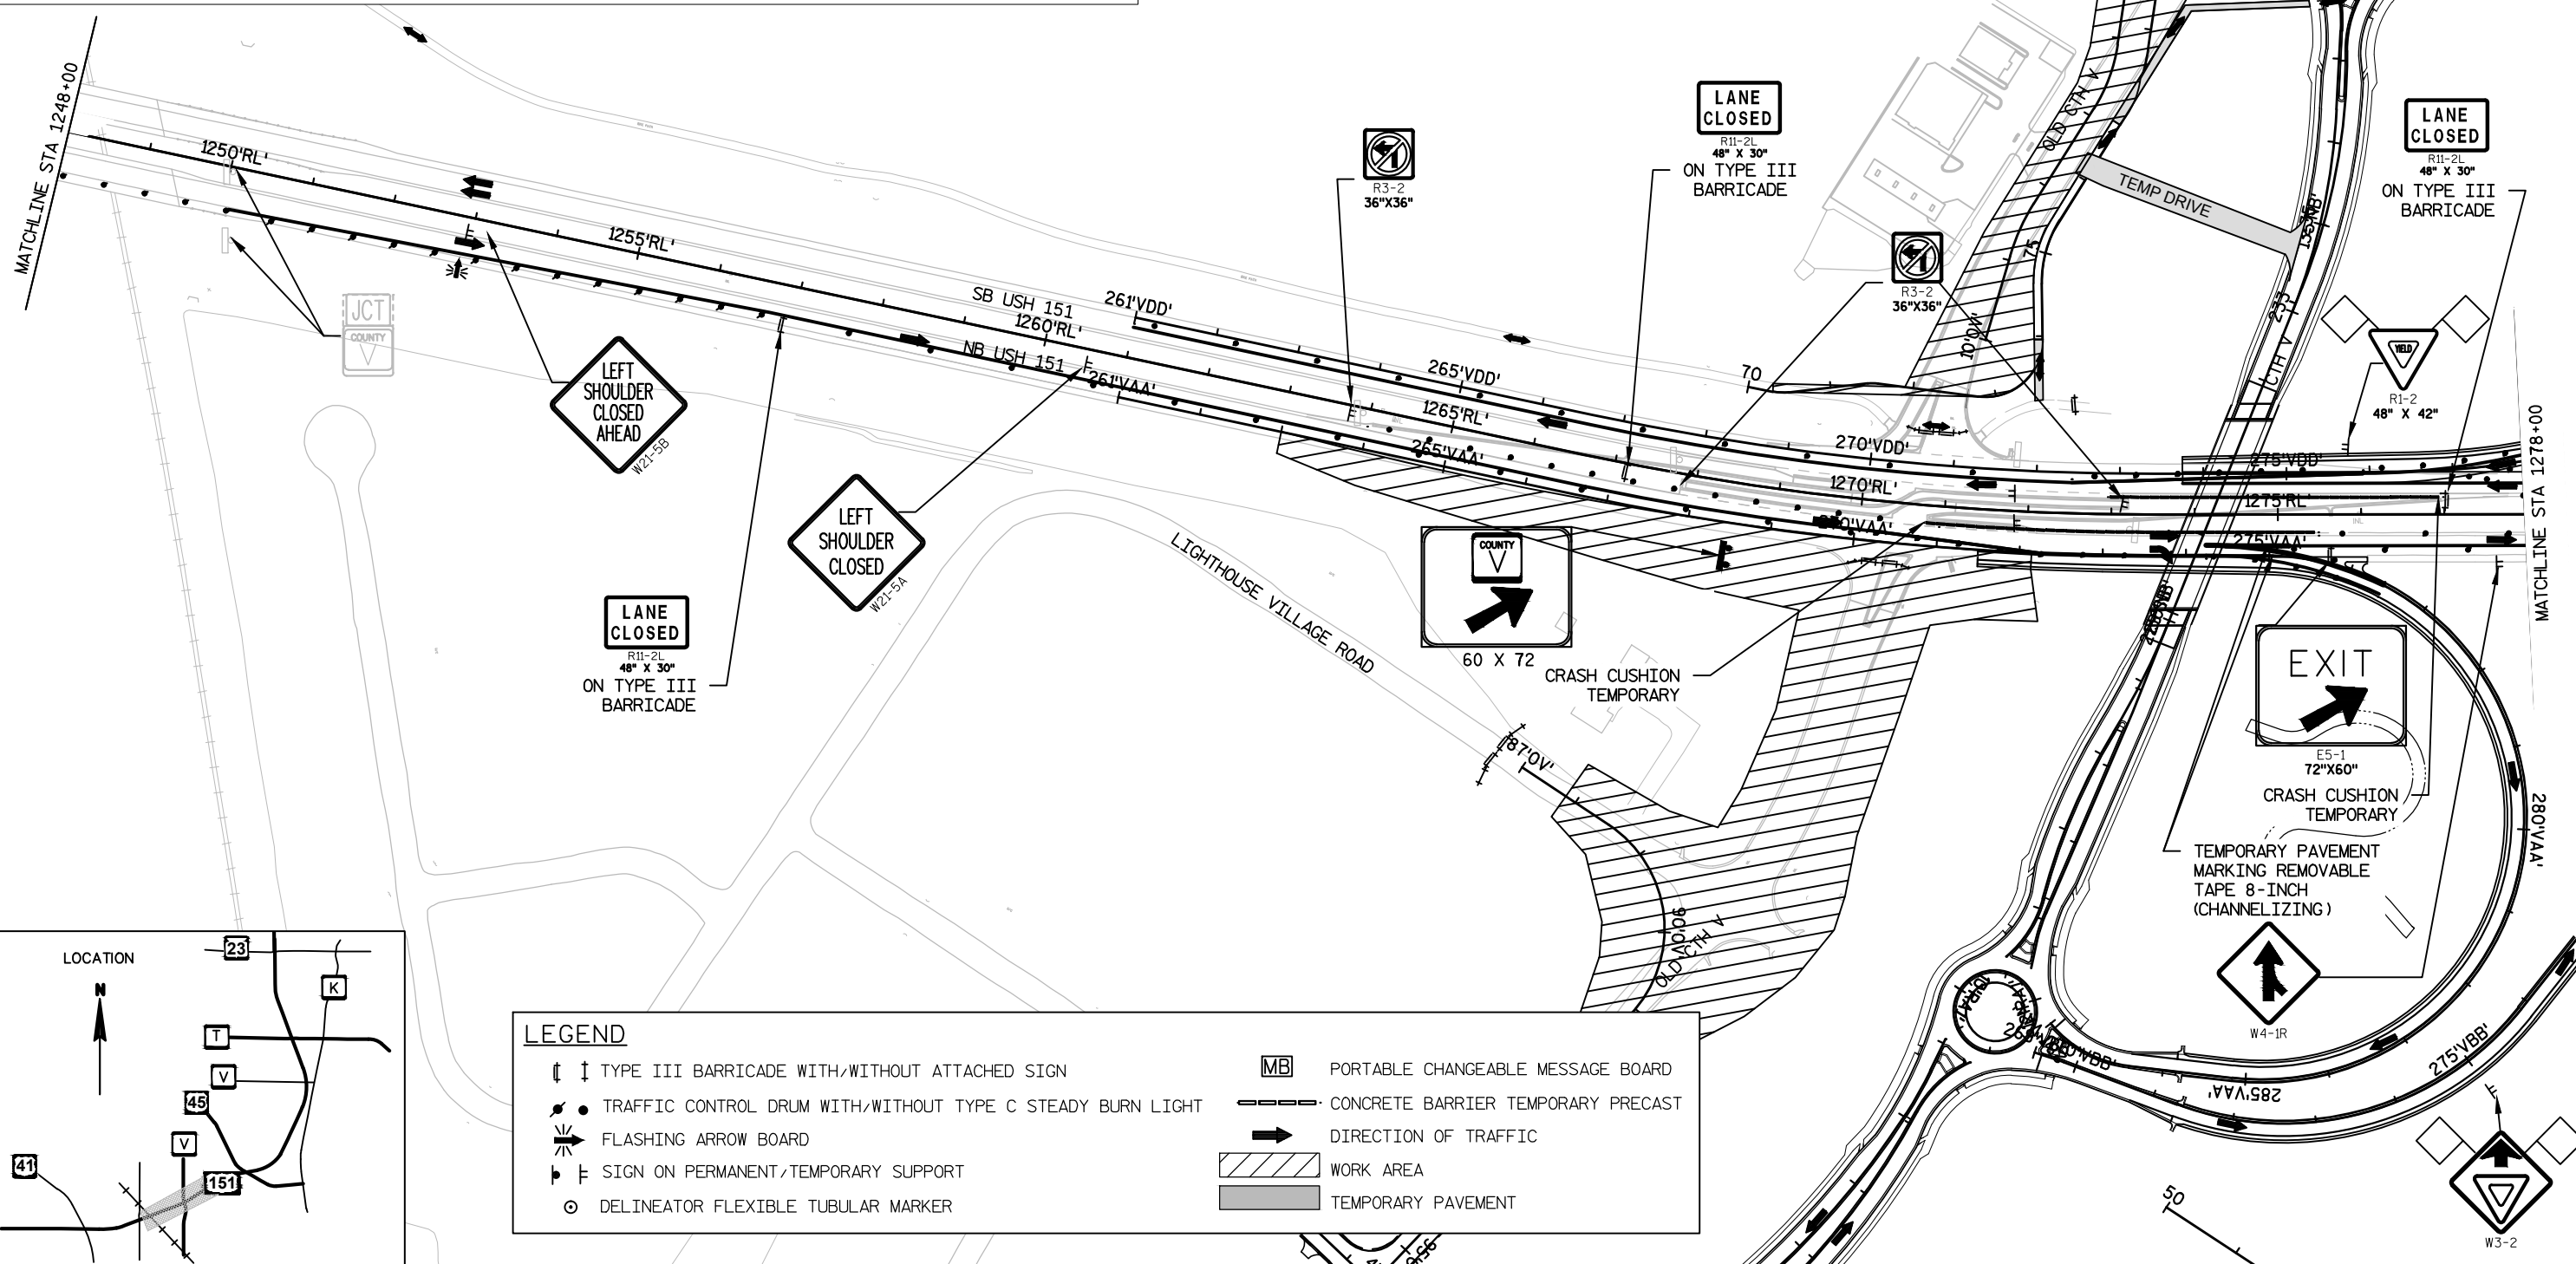 MATCHLINE STA 1248+00
1250'RL'
JCT
COUNTY
V
1255'RL'
LEFT
SHOULDER
CLOSED
AHEAD
W21-5B
LANE
CLOSED
R11-2L
48" X 30"
ON TYPE III
BARRICADE
LEFT
SHOULDER
CLOSED
W21-5A
SB USH 151
1260'RL'
NB USH 151
261'VDD'
261'VAA'
R3-2
36"X36"
265'VDD'
1265'RL'
265'VAA'
LANE
CLOSED
R11-2L
48" X 30"
ON TYPE III
BARRICADE
R3-2
36"X36"
70
75
10'OV'
OLD CTH V
TEMP DRIVE
270'VDD'
1270'RL'
270'VAA'
COUNTY
V
60 X 72
CRASH CUSHION
TEMPORARY
LIGHTHOUSE VILLAGE ROAD
87'OV'
90'OV'
OLD CTH V
LANE
CLOSED
R11-2L
48" X 30"
ON TYPE III
BARRICADE
YIELD
R1-2
48" X 42"
CTH V
275'VDD'
1275'RL'
275'VAA'
MATCHLINE STA 1278+00
EXIT
E5-1
72"X60"
CRASH CUSHION
TEMPORARY
TEMPORARY PAVEMENT
MARKING REMOVABLE
TAPE 8-INCH
(CHANNELIZING)
W4-1R
280'VAA'
285'VAA'
275'VBB'
W3-2
50
LOCATION
N
23
K
T
V
45
V
41
151
LEGEND
TYPE III BARRICADE WITH/WITHOUT ATTACHED SIGN
TRAFFIC CONTROL DRUM WITH/WITHOUT TYPE C STEADY BURN LIGHT
FLASHING ARROW BOARD
SIGN ON PERMANENT/TEMPORARY SUPPORT
DELINEATOR FLEXIBLE TUBULAR MARKER
MB PORTABLE CHANGEABLE MESSAGE BOARD
CONCRETE BARRIER TEMPORARY PRECAST
DIRECTION OF TRAFFIC
WORK AREA
TEMPORARY PAVEMENT